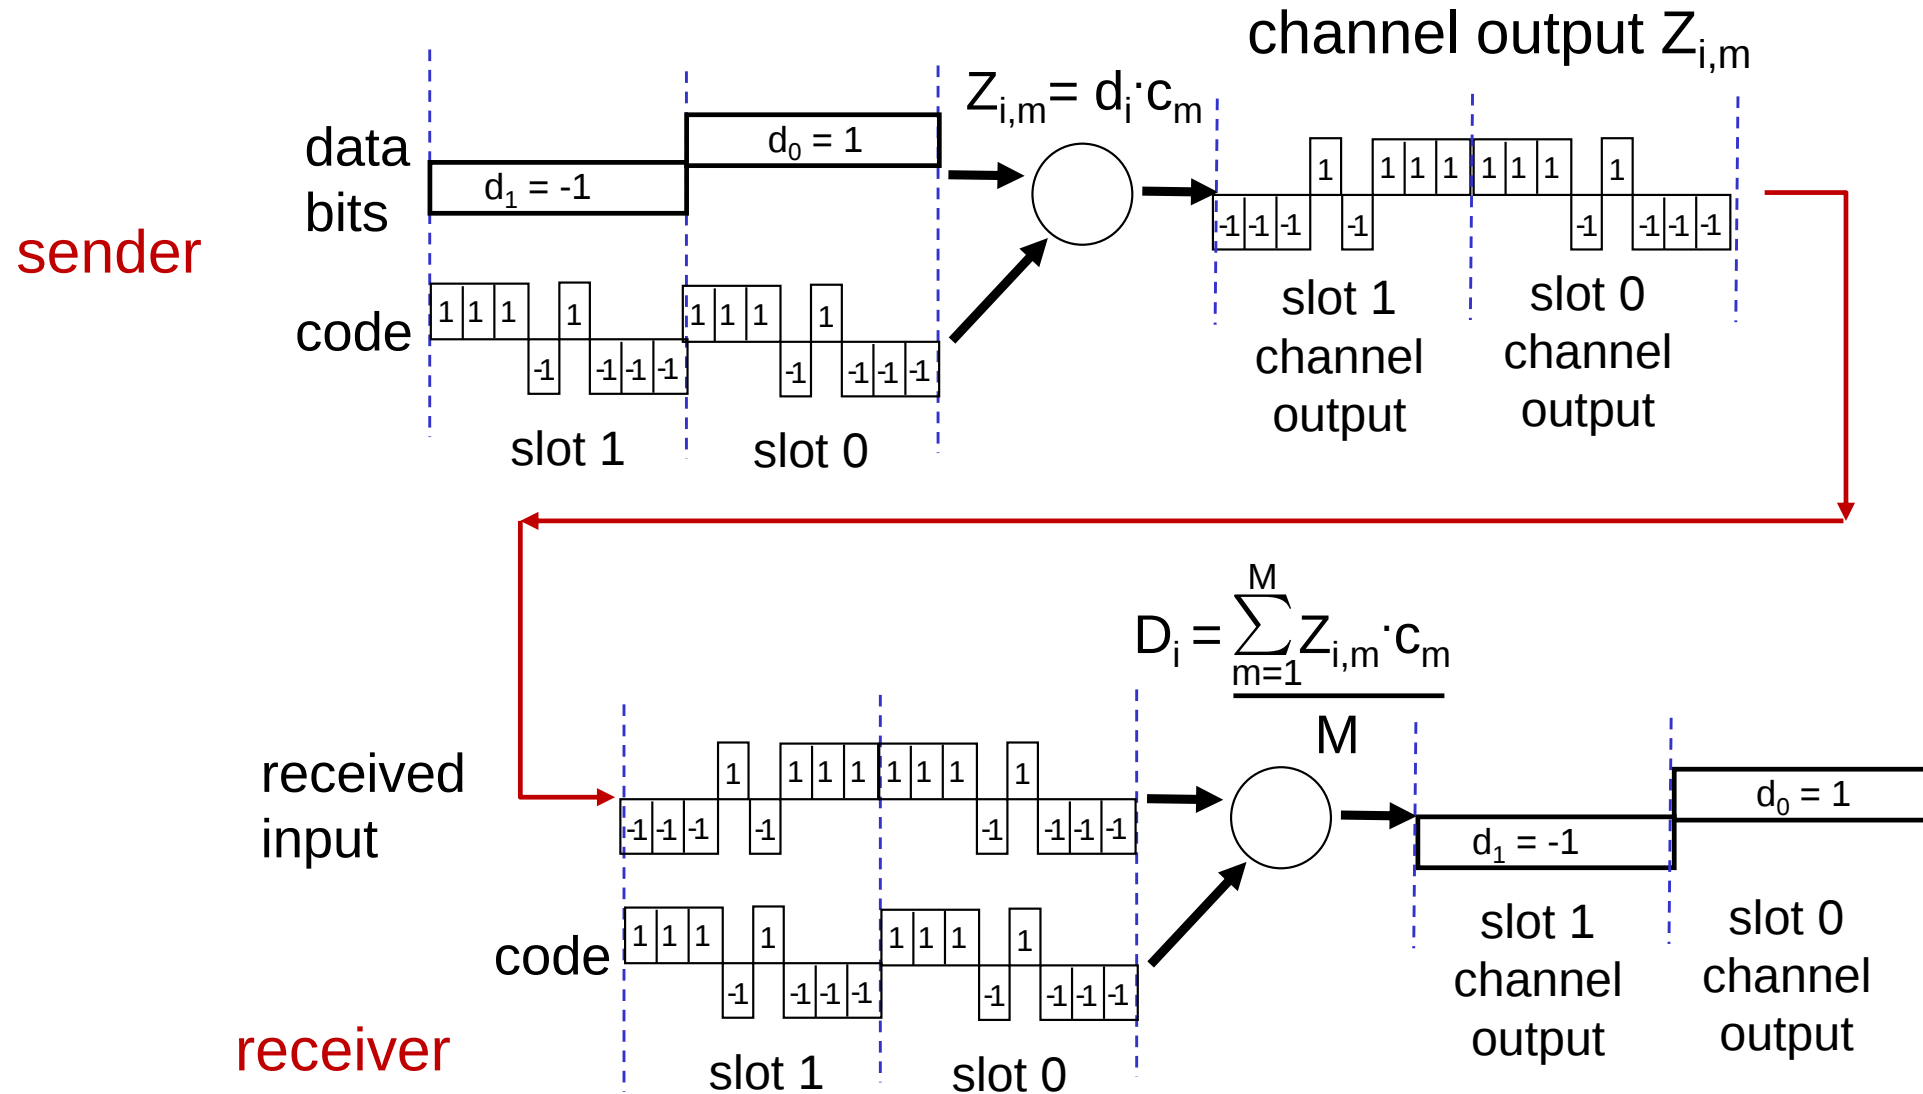 channel output Z_i,m
Z_i,m = d_i·c_m
data bits
d_1 = -1
d_0 = 1
sender
code
1 1 1 -1 1 -1 -1 -1
1 1 1 -1 1 -1 -1 -1
slot 1
slot 0
-1 -1 -1 1 -1 1 1 1
1 1 1 -1 1 -1 -1 -1
slot 1 channel output
slot 0 channel output
D_i = M ∑ m=1 Z_i,m·c_m
M
received input
-1 -1 -1 1 -1 1 1 1
1 1 1 -1 1 -1 -1 -1
code
1 1 1 -1 1 -1 -1 -1
1 1 1 -1 1 -1 -1 -1
receiver
slot 1
slot 0
d_1 = -1
d_0 = 1
slot 1 channel output
slot 0 channel output